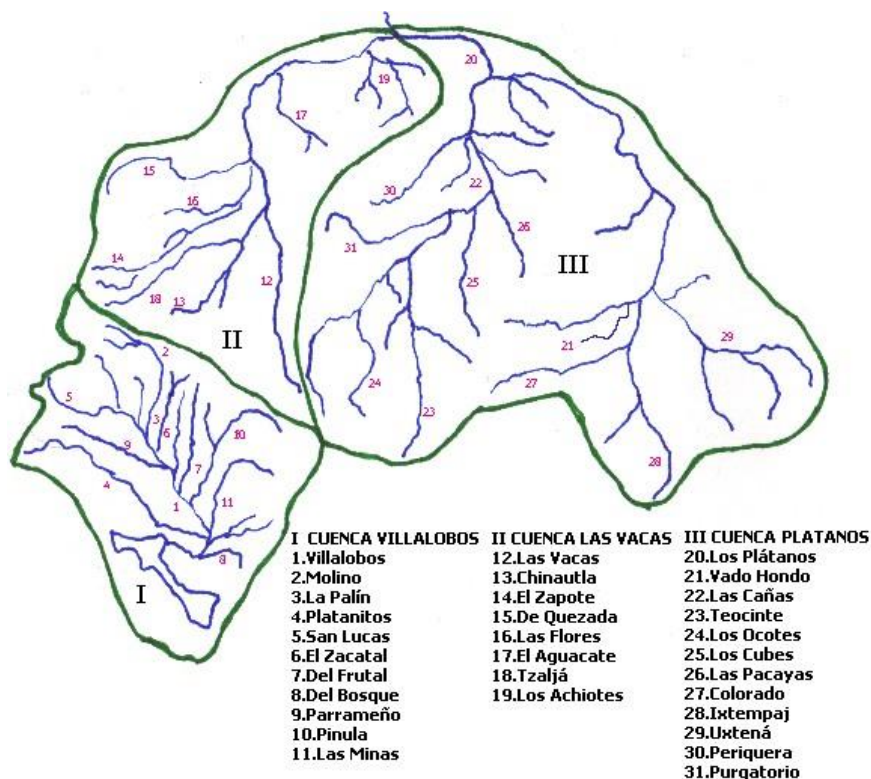 20
19
17
15
30
22
16
31
26
14
12
25
18
13
III
II
21
29
2
27
5
24
3
6
10
23
9
7
28
4
11
1
8
I
I CUENCA VILLALOBOS
1.Villalobos
2.Molino
3.La Palín
4.Platanitos
5.San Lucas
6.El Zacatal
7.Del Frutal
8.Del Bosque
9.Parrameño
10.Pinula
11.Las Minas
II CUENCA LAS VACAS
12.Las Vacas
13.Chinautla
14.El Zapote
15.De Quezada
16.Las Flores
17.El Aguacate
18.Tzaljá
19.Los Achiotes
III CUENCA PLATANOS
20.Los Plátanos
21.Vado Hondo
22.Las Cañas
23.Teocinte
24.Los Ocotes
25.Los Cubes
26.Las Pacayas
27.Colorado
28.Ixtempaj
29.Uxtená
30.Periquera
31.Purgatorio